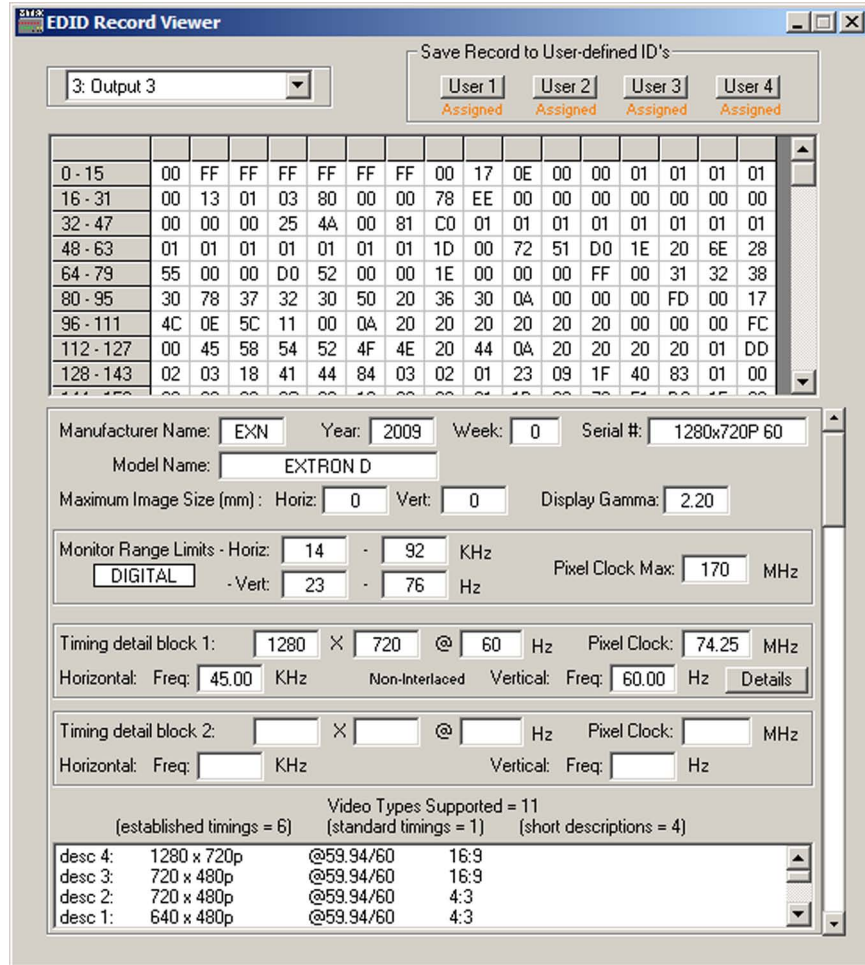 EDID Record Viewer
Save Record to User-defined ID's
3: Output 3
User 1 User 2 User 3 User 4
Assigned Assigned Assigned Assigned
0 - 15 00 FF FF FF FF FF FF 00 17 0E 00 00 01 01 01 01
16 - 31 00 13 01 03 80 00 00 78 EE 00 00 00 00 00 00 00
32 - 47 00 00 00 25 4A 00 81 C0 01 01 01 01 01 01 01 01
48 - 63 01 01 01 01 01 01 01 1D 00 72 51 D0 1E 20 6E 28
64 - 79 55 00 00 D0 52 00 00 1E 00 00 00 FF 00 31 32 38
80 - 95 30 78 37 32 30 50 20 36 30 0A 00 00 00 FD 00 17
96 - 111 4C 0E 5C 11 00 0A 20 20 20 20 20 20 00 00 00 FC
112 - 127 00 45 58 54 52 4F 4E 20 44 0A 20 20 20 20 01 DD
128 - 143 02 03 18 41 44 84 03 02 01 23 09 1F 40 83 01 00
Manufacturer Name: EXN Year: 2009 Week: 0 Serial #: 1280x720P 60
Model Name: EXTRON D
Maximum Image Size (mm) : Horiz: 0 Vert: 0 Display Gamma: 2.20
Monitor Range Limits - Horiz: 14 - 92 KHz
DIGITAL - Vert: 23 - 76 Hz
Pixel Clock Max: 170 MHz
Timing detail block 1: 1280 X 720 @ 60 Hz Pixel Clock: 74.25 MHz
Horizontal: Freq: 45.00 KHz Non-Interlaced Vertical: Freq: 60.00 Hz Details
Timing detail block 2: X @ Hz Pixel Clock: MHz
Horizontal: Freq: KHz Vertical: Freq: Hz
Video Types Supported = 11
(established timings = 6) (standard timings = 1) (short descriptions = 4)
desc 4: 1280 x 720p @59.94/60 16:9
desc 3: 720 x 480p @59.94/60 16:9
desc 2: 720 x 480p @59.94/60 4:3
desc 1: 640 x 480p @59.94/60 4:3